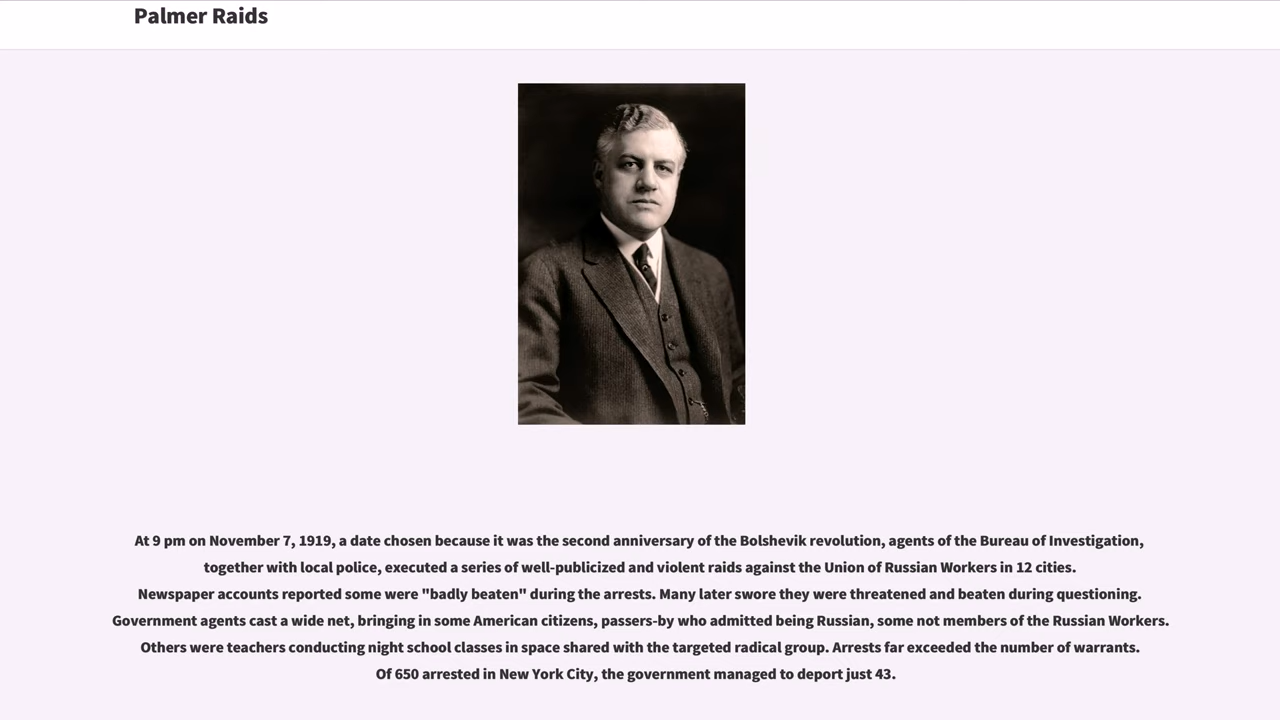 Palmer Raids
At 9 pm on November 7, 1919, a date chosen because it was the second anniversary of the Bolshevik revolution, agents of the Bureau of Investigation,
together with local police, executed a series of well-publicized and violent raids against the Union of Russian Workers in 12 cities.
Newspaper accounts reported some were "badly beaten" during the arrests. Many later swore they were threatened and beaten during questioning.
Government agents cast a wide net, bringing in some American citizens, passers-by who admitted being Russian, some not members of the Russian Workers.
Others were teachers conducting night school classes in space shared with the targeted radical group. Arrests far exceeded the number of warrants.
Of 650 arrested in New York City, the government managed to deport just 43.